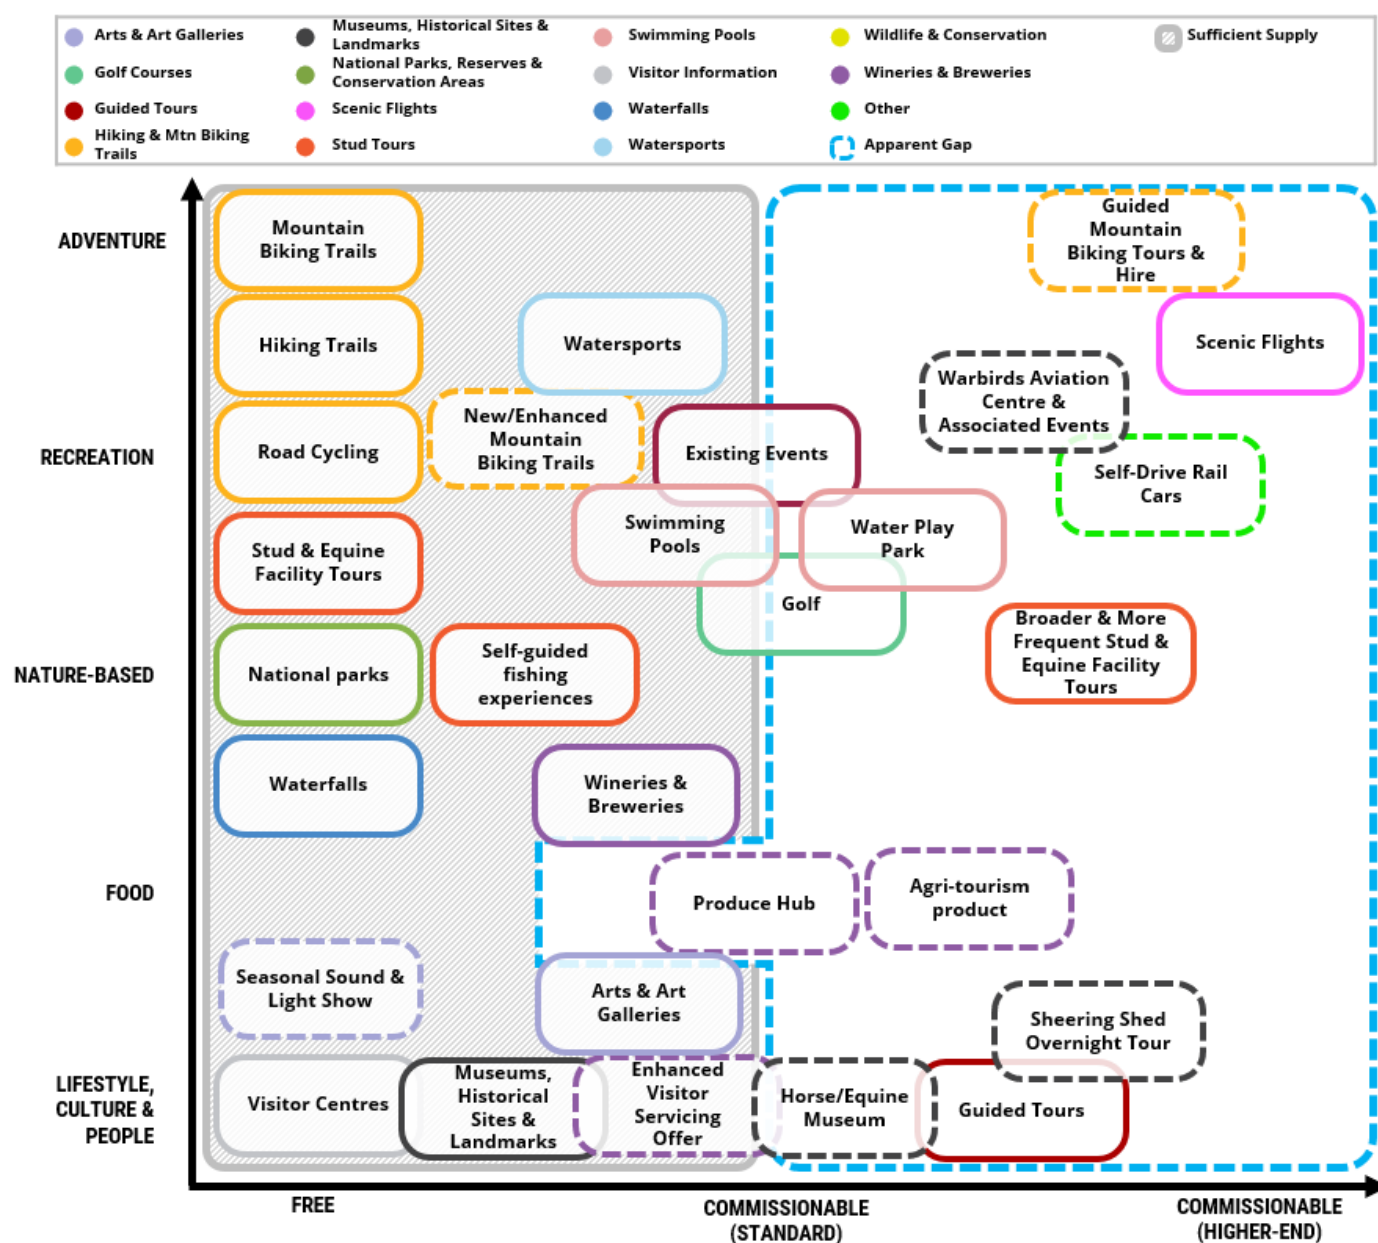 Arts & Art Galleries
Golf Courses
Guided Tours
Hiking & Mtn Biking
Trails
Museums, Historical Sites &
Landmarks
National Parks, Reserves &
Conservation Areas
Scenic Flights
Stud Tours
Swimming Pools
Visitor Information
Waterfalls
Watersports
Wildlife & Conservation
Wineries & Breweries
Other
Apparent Gap
Sufficient Supply
ADVENTURE
Mountain
Biking Trails
Guided
Mountain
Biking Tours &
Hire
Hiking Trails
Watersports
Scenic Flights
Warbirds Aviation
Centre &
Associated Events
RECREATION
Road Cycling
New/Enhanced
Mountain
Biking Trails
Existing Events
Self-Drive Rail
Cars
Swimming
Pools
Water Play
Park
Stud & Equine
Facility Tours
Golf
NATURE-BASED
National parks
Self-guided
fishing
experiences
Broader & More
Frequent Stud &
Equine Facility
Tours
Waterfalls
Wineries &
Breweries
FOOD
Produce Hub
Agri-tourism
product
Seasonal Sound &
Light Show
Arts & Art
Galleries
Sheering Shed
Overnight Tour
LIFESTYLE,
CULTURE &
PEOPLE
Visitor Centres
Museums,
Historical
Sites &
Landmarks
Enhanced
Visitor
Servicing
Offer
Horse/Equine
Museum
Guided Tours
FREE
COMMISSIONABLE
(STANDARD)
COMMISSIONABLE
(HIGHER-END)